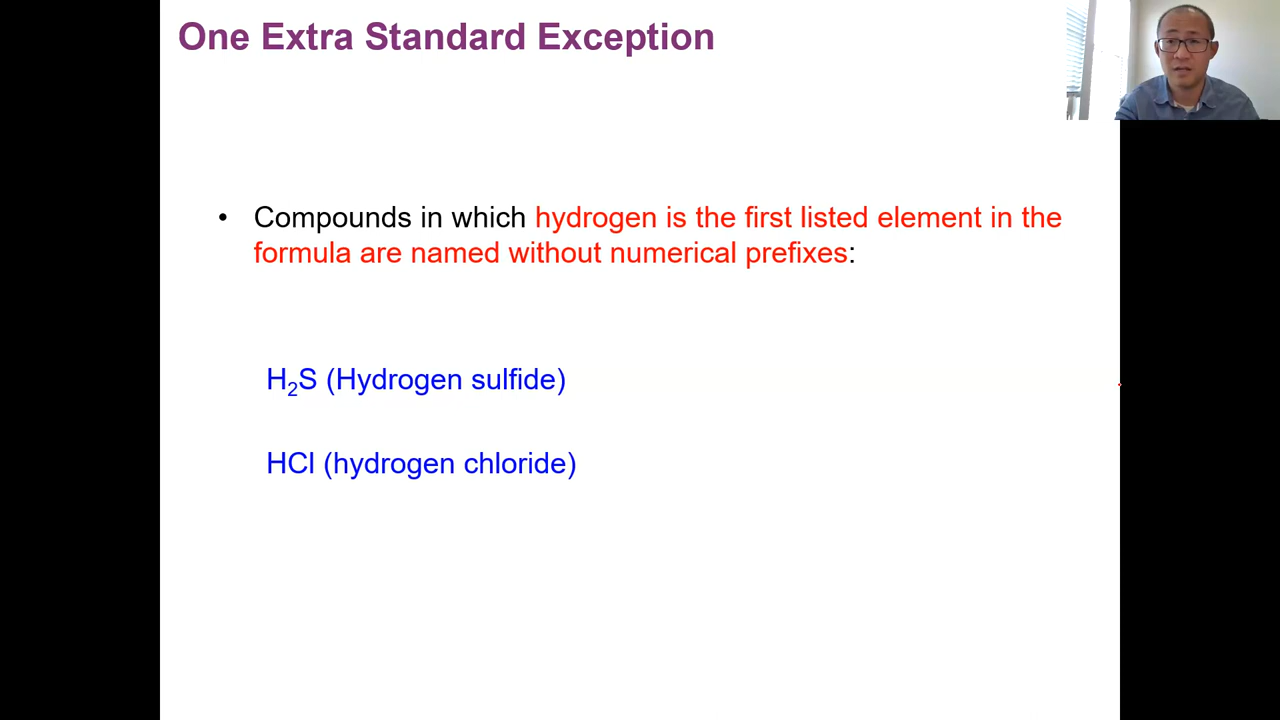 One Extra Standard Exception
• Compounds in which hydrogen is the first listed element in the
formula are named without numerical prefixes:
H₂S (Hydrogen sulfide)
HCl (hydrogen chloride)